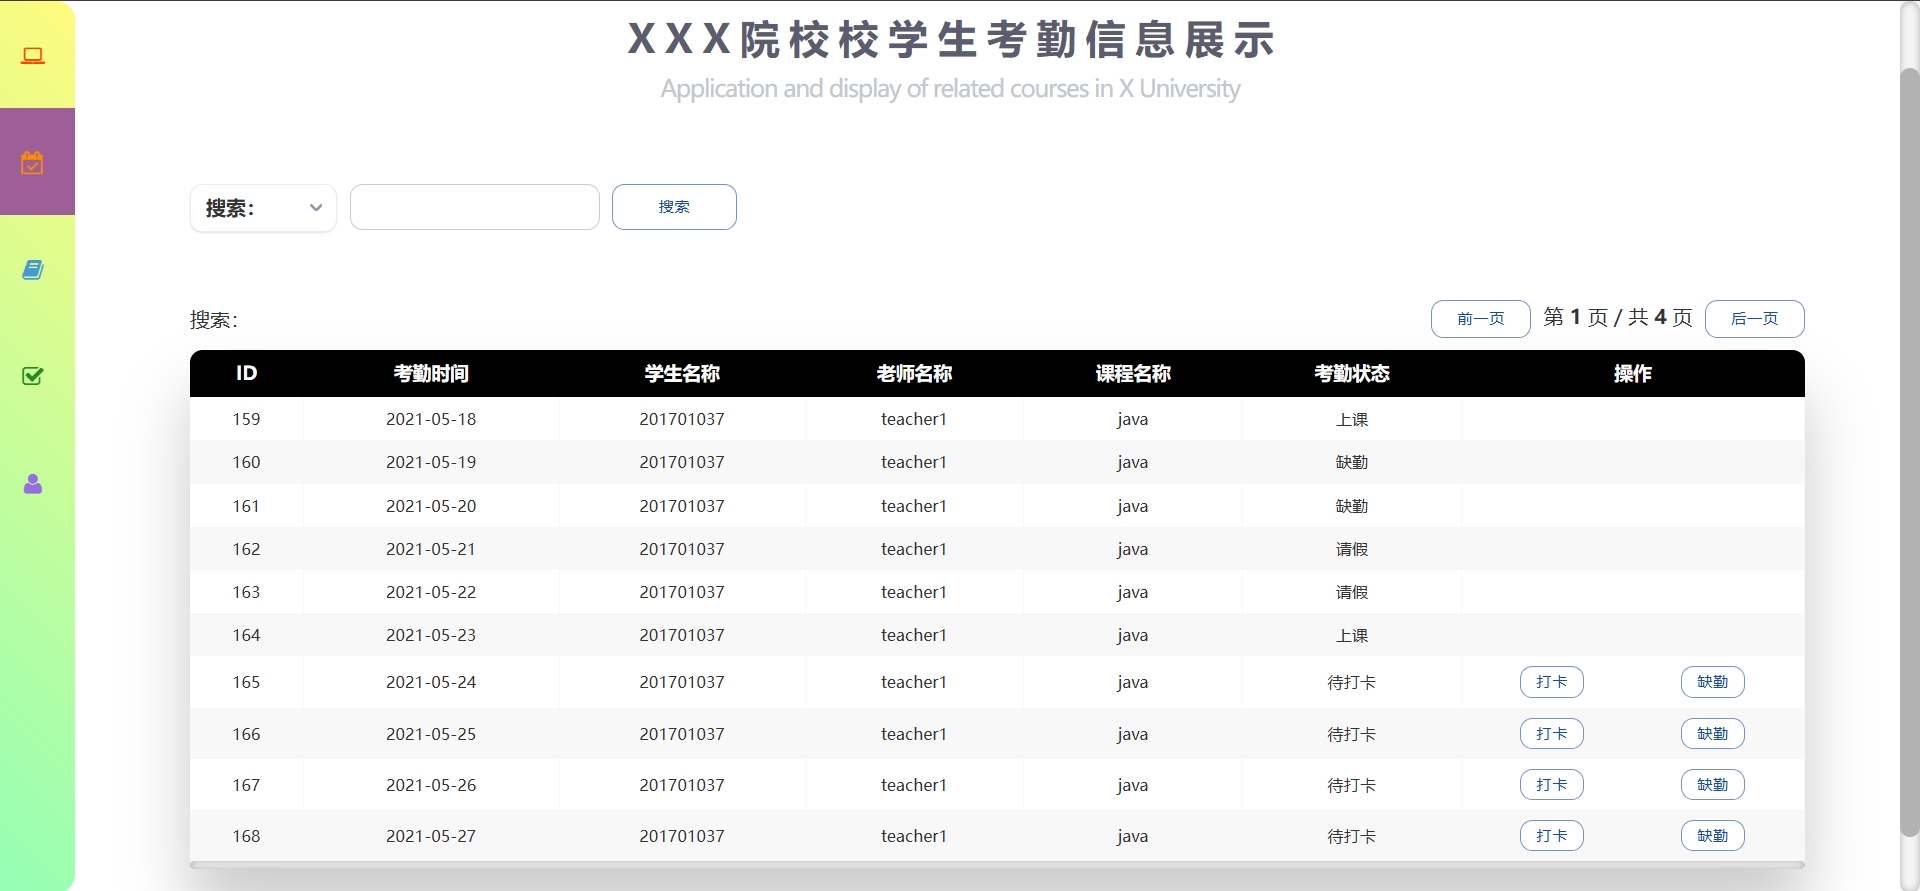 XXX院校校学生考勤信息展示
Application and display of related courses in X University
搜索： 搜索
搜索： 前一页 第 1 页 / 共 4 页 后一页
ID 考勤时间 学生名称 老师名称 课程名称 考勤状态 操作
159 2021-05-18 201701037 teacher1 java 上课
160 2021-05-19 201701037 teacher1 java 缺勤
161 2021-05-20 201701037 teacher1 java 缺勤
162 2021-05-21 201701037 teacher1 java 请假
163 2021-05-22 201701037 teacher1 java 请假
164 2021-05-23 201701037 teacher1 java 上课
165 2021-05-24 201701037 teacher1 java 待打卡 打卡 缺勤
166 2021-05-25 201701037 teacher1 java 待打卡 打卡 缺勤
167 2021-05-26 201701037 teacher1 java 待打卡 打卡 缺勤
168 2021-05-27 201701037 teacher1 java 待打卡 打卡 缺勤